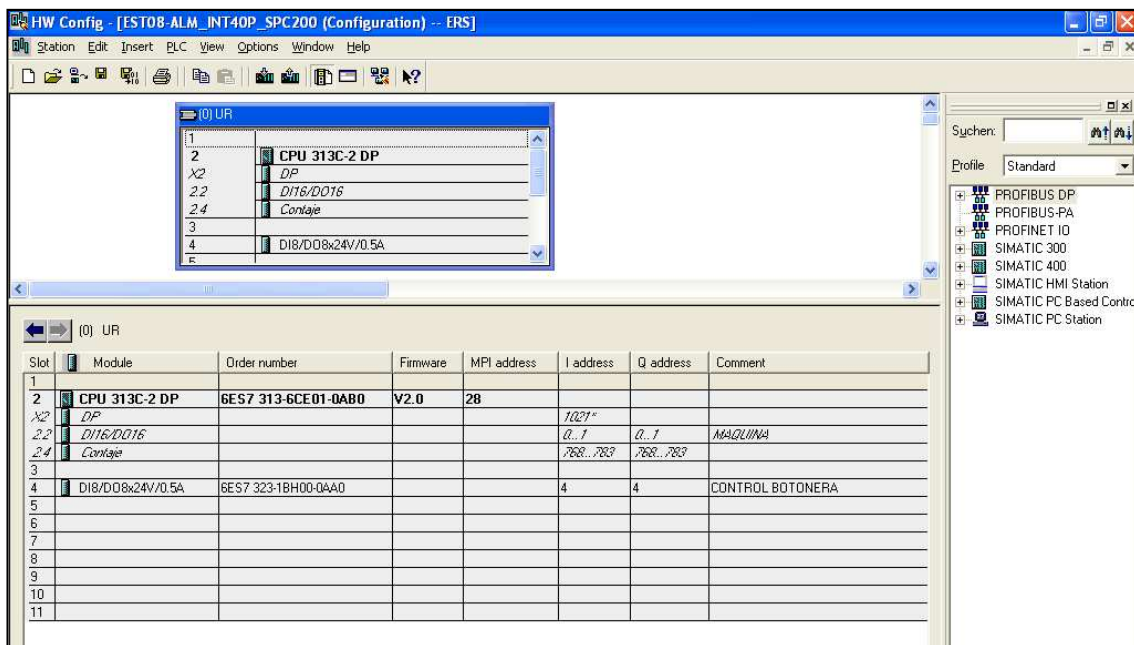 HW Config - [EST08-ALM_INT40P_SPC200 (Configuration) -- ERS]
Station Edit Insert PLC View Options Window Help
(0) UR
1
2 CPU 313C-2 DP
X2 DP
2.2 DI16/DO16
2.4 Contaje
3
4 DI8/DO8x24V/0.5A
5
Suchen:
Profile Standard
PROFIBUS DP
PROFIBUS-PA
PROFINET IO
SIMATIC 300
SIMATIC 400
SIMATIC HMI Station
SIMATIC PC Based Contro
SIMATIC PC Station
(0) UR
Slot Module Order number Firmware MPI address I address Q address Comment
1
2 CPU 313C-2 DP 6ES7 313-6CE01-0AB0 V2.0 28
X2 DP 1021*
2.2 DI16/DO16 0...1 0...1 MAQUINA
2.4 Contaje 768...783 768...783
3
4 DI8/DO8x24V/0.5A 6ES7 323-1BH00-0AA0 4 4 CONTROL BOTONERA
5
6
7
8
9
10
11